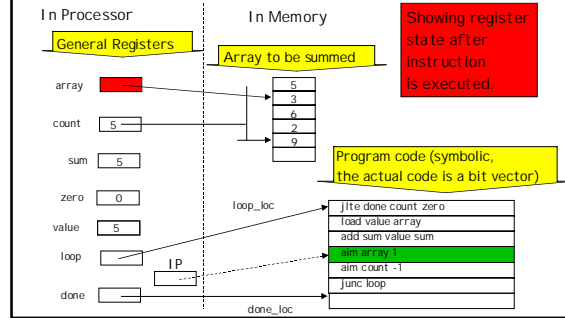 In Processor
In Memory
General Registers
Array to be summed
Showing register
state after
instruction
is executed.
array
count
5
sum
5
zero
0
value
5
loop
IP
done
5
3
6
2
9
Program code (symbolic,
the actual code is a bit vector)
loop_loc
jlte done count zero
load value array
add sum value sum
aim array 1
aim count -1
junc loop
done_loc